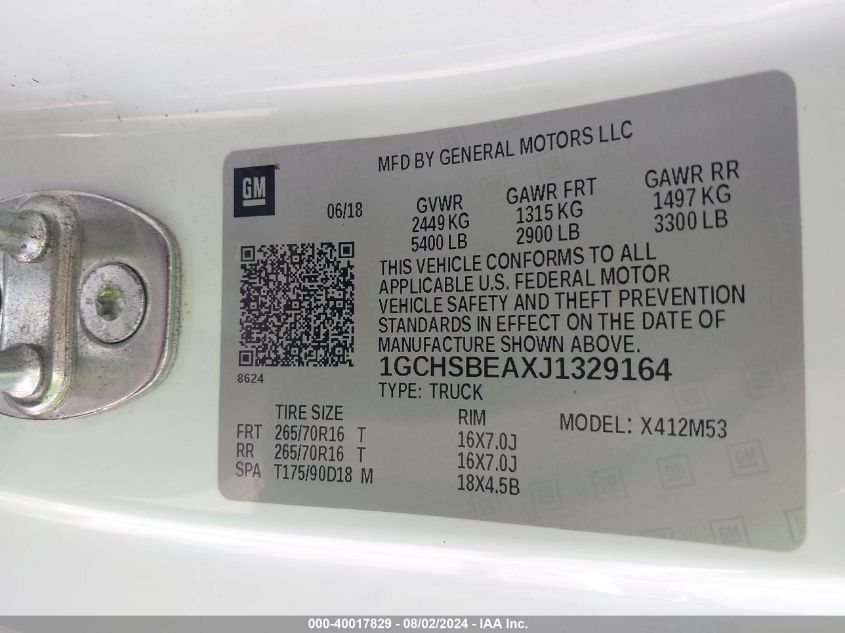 MFD BY GENERAL MOTORS LLC
GM
06/18
GVWR GAWR FRT GAWR RR
2449 KG 1315 KG 1497 KG
5400 LB 2900 LB 3300 LB
THIS VEHICLE CONFORMS TO ALL
APPLICABLE U.S. FEDERAL MOTOR
VEHICLE SAFETY AND THEFT PREVENTION
STANDARDS IN EFFECT ON THE DATE OF
MANUFACTURE SHOWN ABOVE.
8624
1GCHSBEAXJ1329164
TYPE: TRUCK
TIRE SIZE RIM MODEL: X412M53
FRT 265/70R16 T 16X7.0J
RR 265/70R16 T 16X7.0J
SPA T175/90D18 M 18X4.5B
000-40017829 - 08/02/2024 - IAAI.com